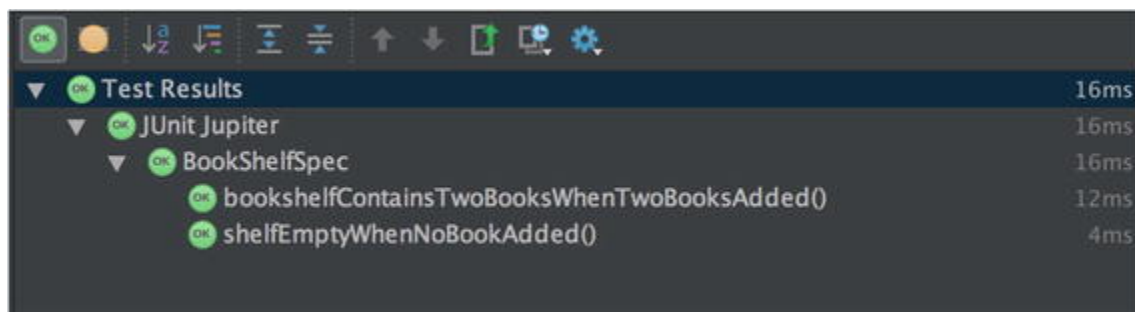 Test Results 16ms
JUnit Jupiter 16ms
BookShelfSpec 16ms
bookshelfContainsTwoBooksWhenTwoBooksAdded() 12ms
shelfEmptyWhenNoBookAdded() 4ms